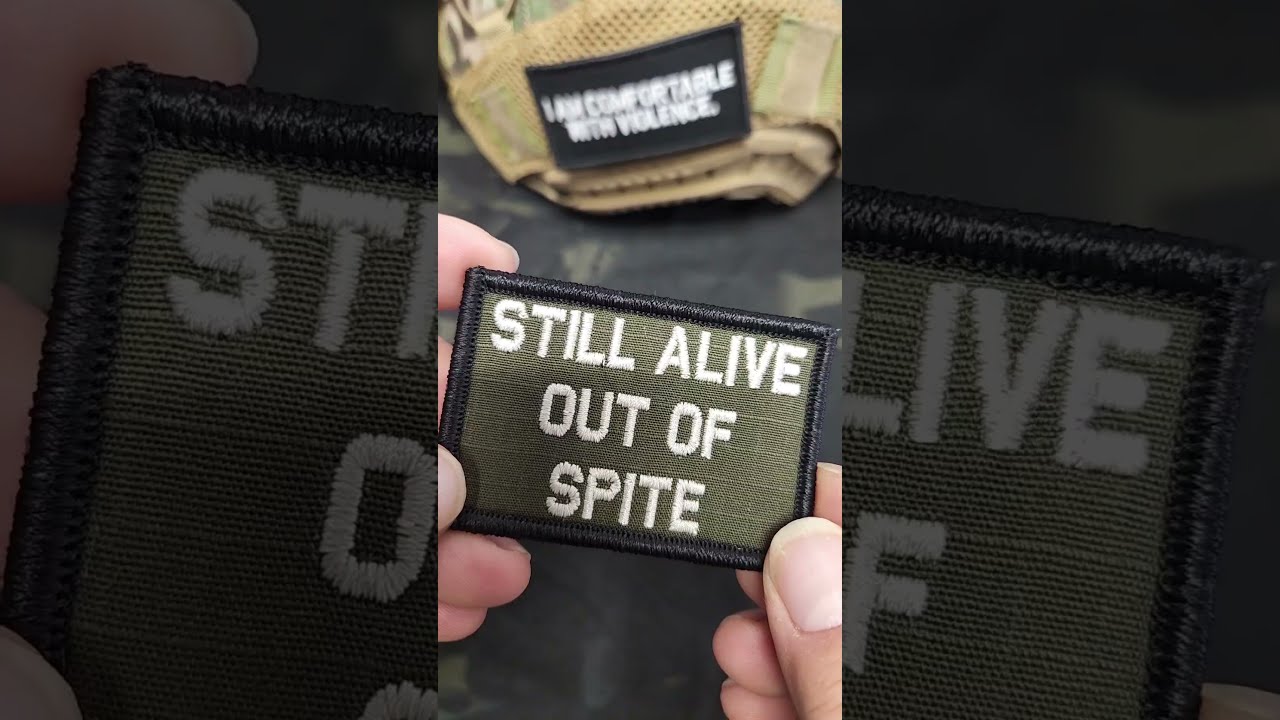 I AM COMFORTABLE
WITH VIOLENCE.
STILL ALIVE
OUT OF
SPITE